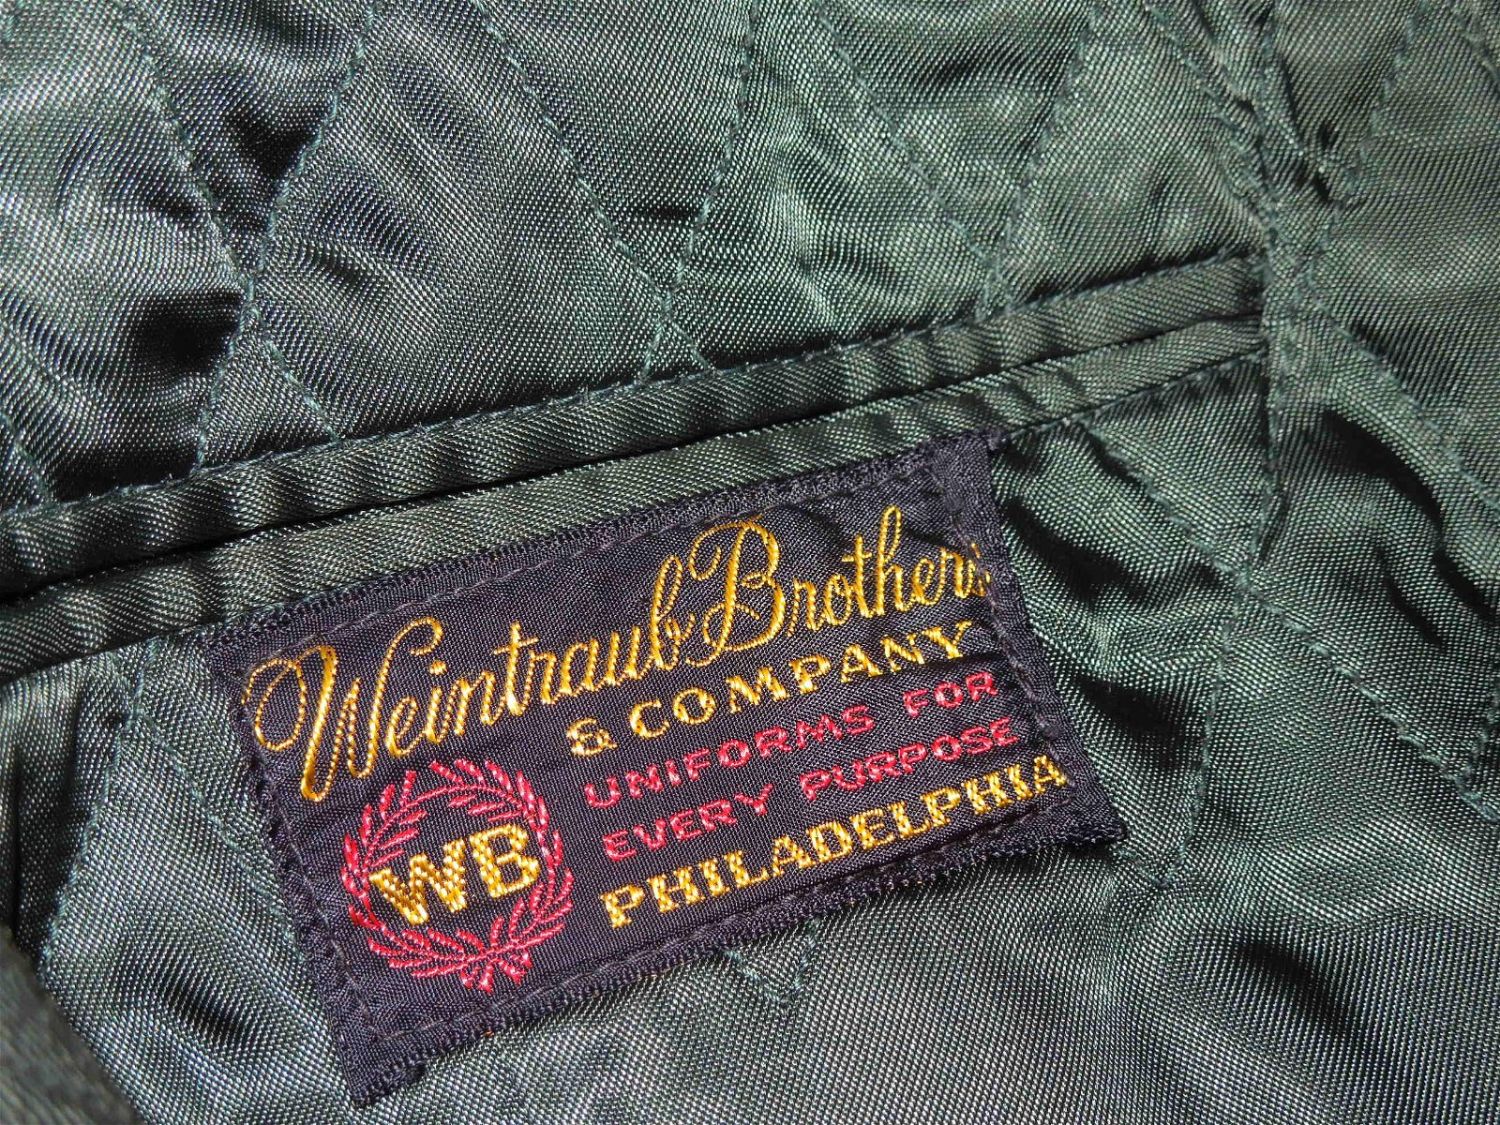 Weintraub Brothers
& COMPANY
UNIFORMS FOR
EVERY PURPOSE
PHILADELPHIA
WB